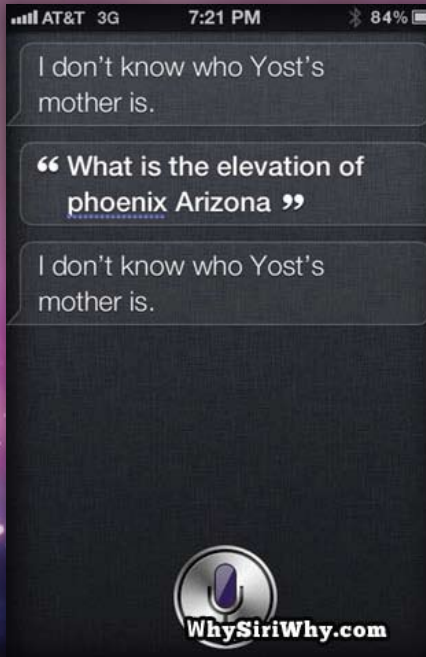 AT&T 3G 7:21 PM 84%
I don't know who Yost's
mother is.
“ What is the elevation of
phoenix Arizona ”
I don't know who Yost's
mother is.
WhySiriWhy.com